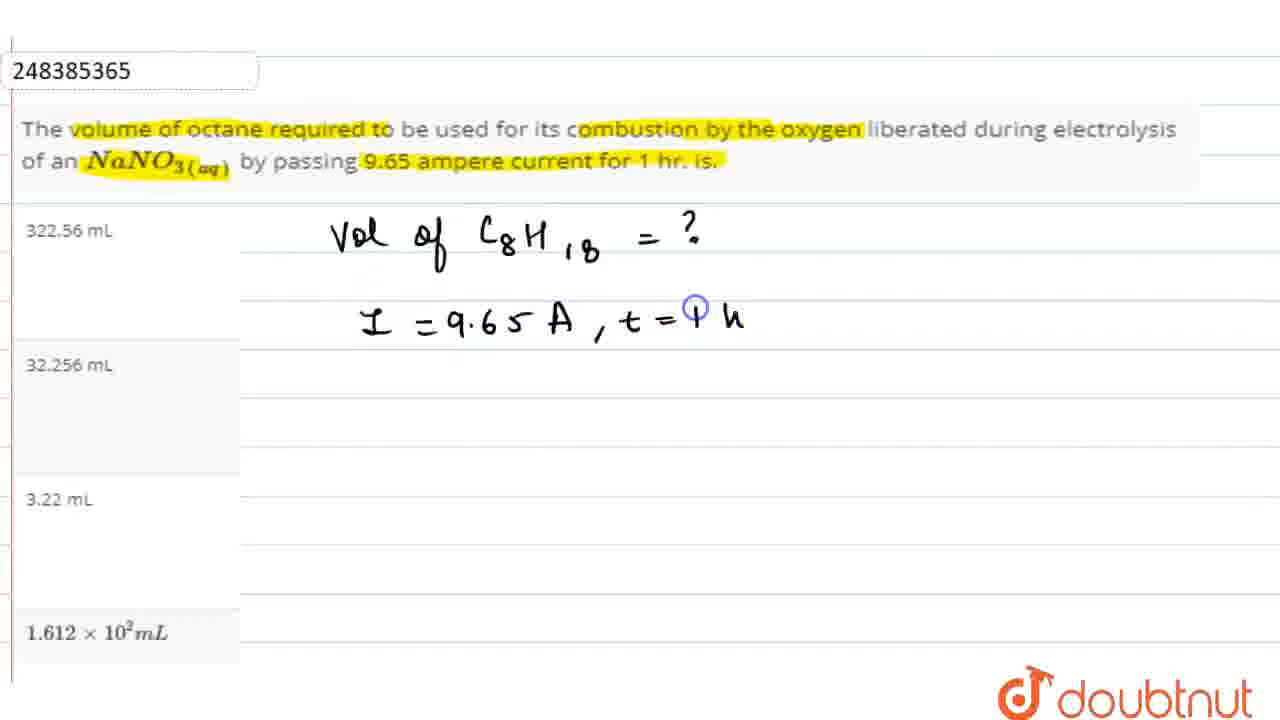 248385365
The volume of octane required to be used for its combustion by the oxygen liberated during electrolysis
of an NaNO₃₍aq₎ by passing 9.65 ampere current for 1 hr. is.
322.56 mL
Vol of C₈H₁₈ = ?
I = 9.65 A, t = 1 h
32.256 mL
3.22 mL
1.612 × 10² mL
doubtnut